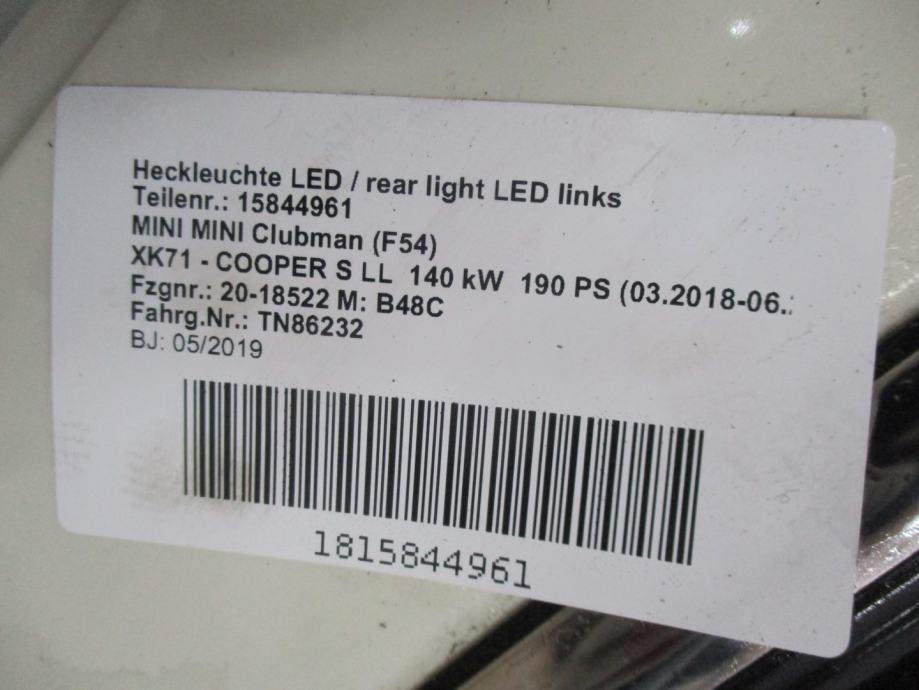 Heckleuchte LED / rear light LED links
Teilenr.: 15844961
MINI MINI Clubman (F54)
XK71 - COOPER S LL 140 kW 190 PS (03.2018-06.
Fzgnr.: 20-18522 M: B48C
Fahrg.Nr.: TN86232
BJ: 05/2019
1815844961